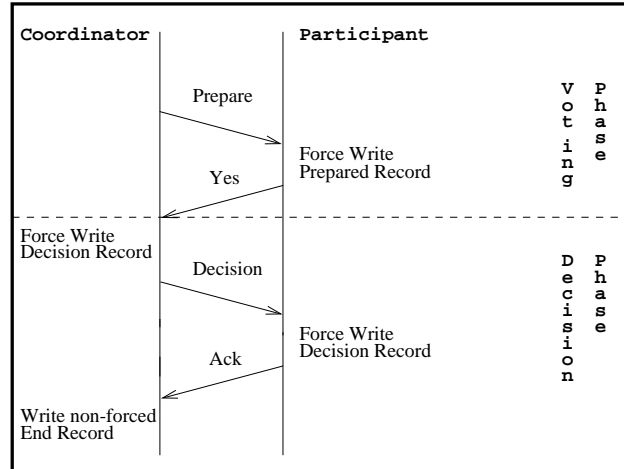 Coordinator
Participant
Prepare
Force Write
Prepared Record
Yes
Voting
Phase
Force Write
Decision Record
Decision
Force Write
Decision Record
Ack
Write non-forced
End Record
Decision
Phase